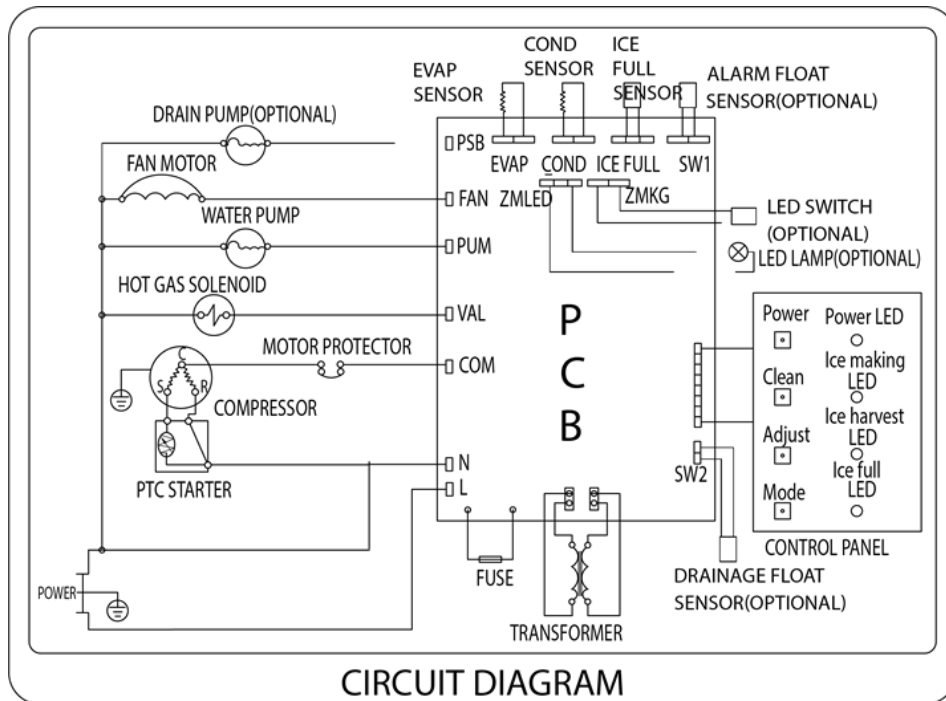 EVAP
SENSOR
COND
SENSOR
ICE
FULL
SENSOR
ALARM FLOAT
SENSOR(OPTIONAL)
DRAIN PUMP(OPTIONAL)
PSB
EVAP
COND
ICE FULL
SW1
FAN MOTOR
FAN
ZMLED
ZMKG
LED SWITCH
(OPTIONAL)
WATER PUMP
PUM
LED LAMP(OPTIONAL)
HOT GAS SOLENOID
VAL
MOTOR PROTECTOR
COM
C
S
R
COMPRESSOR
PTC STARTER
N
L
P
C
B
Power
Power LED
Clean
Ice making
LED
Adjust
Ice harvest
LED
Mode
Ice full
LED
CONTROL PANEL
SW2
DRAINAGE FLOAT
SENSOR(OPTIONAL)
FUSE
TRANSFORMER
POWER
CIRCUIT DIAGRAM